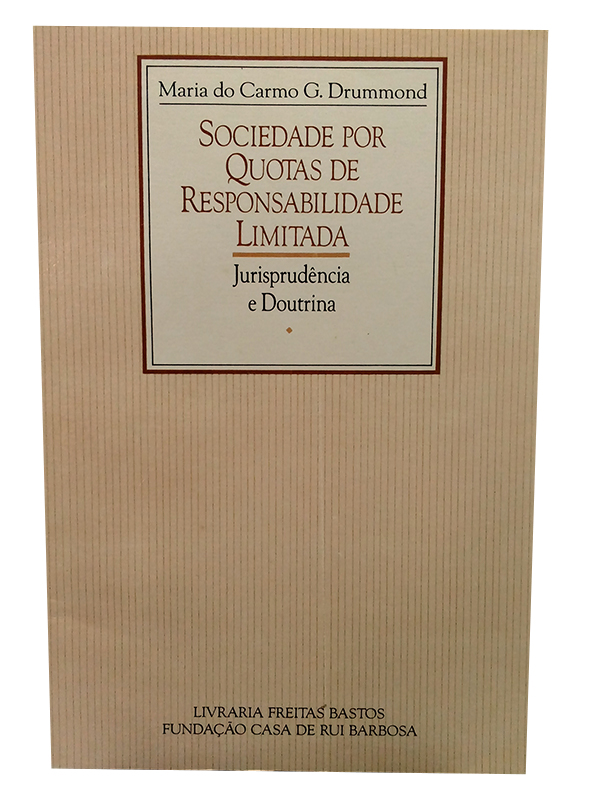 Maria do Carmo G. Drummond
SOCIEDADE POR
QUOTAS DE
RESPONSABILIDADE
LIMITADA
Jurisprudência
e Doutrina
LIVRARIA FREITAS BASTOS
FUNDAÇÃO CASA DE RUI BARBOSA